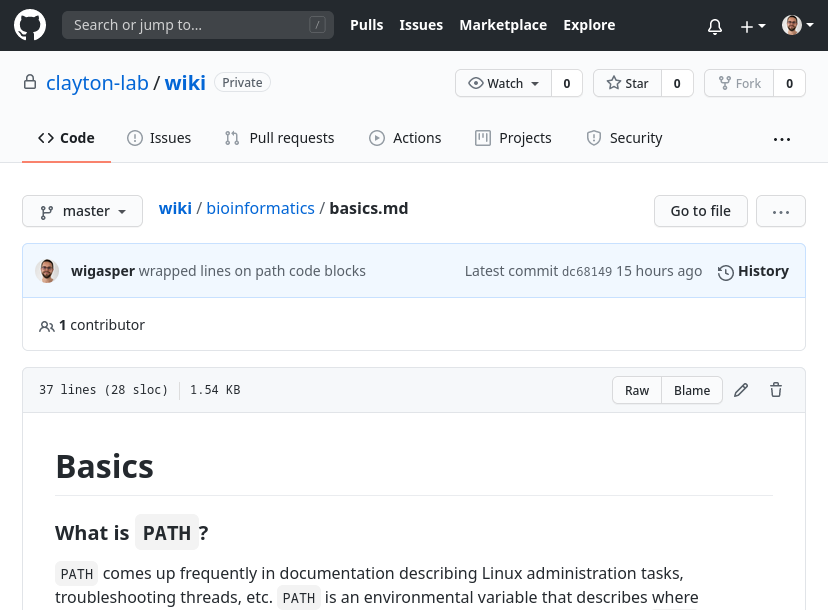 Search or jump to... /
Pulls Issues Marketplace Explore
clayton-lab / wiki Private
Watch 0 Star 0 Fork 0
Code Issues Pull requests Actions Projects Security ...
master wiki / bioinformatics / basics.md Go to file ...
wigasper wrapped lines on path code blocks Latest commit dc68149 15 hours ago History
1 contributor
37 lines (28 sloc) 1.54 KB Raw Blame
Basics
What is PATH ?
PATH comes up frequently in documentation describing Linux administration tasks,
troubleshooting threads, etc. PATH is an environmental variable that describes where